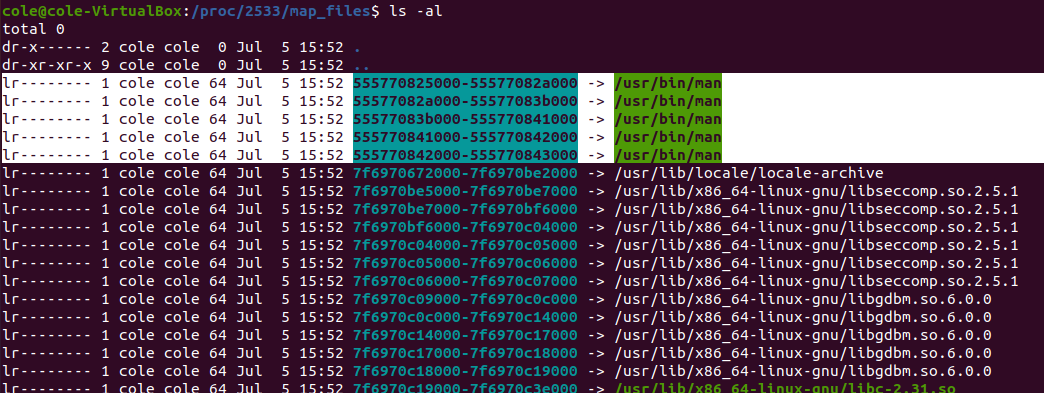 cole@cole-VirtualBox:/proc/2533/map_files$ ls -al
total 0
dr-x------ 2 cole cole  0 Jul  5 15:52 .
dr-xr-xr-x 9 cole cole  0 Jul  5 15:52 ..
lr-------- 1 cole cole 64 Jul  5 15:52 555770825000-55577082a000 -> /usr/bin/man
lr-------- 1 cole cole 64 Jul  5 15:52 55577082a000-55577083b000 -> /usr/bin/man
lr-------- 1 cole cole 64 Jul  5 15:52 55577083b000-555770841000 -> /usr/bin/man
lr-------- 1 cole cole 64 Jul  5 15:52 555770841000-555770842000 -> /usr/bin/man
lr-------- 1 cole cole 64 Jul  5 15:52 555770842000-555770843000 -> /usr/bin/man
lr-------- 1 cole cole 64 Jul  5 15:52 7f6970672000-7f6970be2000 -> /usr/lib/locale/locale-archive
lr-------- 1 cole cole 64 Jul  5 15:52 7f6970be5000-7f6970be7000 -> /usr/lib/x86_64-linux-gnu/libseccomp.so.2.5.1
lr-------- 1 cole cole 64 Jul  5 15:52 7f6970be7000-7f6970bf6000 -> /usr/lib/x86_64-linux-gnu/libseccomp.so.2.5.1
lr-------- 1 cole cole 64 Jul  5 15:52 7f6970bf6000-7f6970c04000 -> /usr/lib/x86_64-linux-gnu/libseccomp.so.2.5.1
lr-------- 1 cole cole 64 Jul  5 15:52 7f6970c04000-7f6970c05000 -> /usr/lib/x86_64-linux-gnu/libseccomp.so.2.5.1
lr-------- 1 cole cole 64 Jul  5 15:52 7f6970c05000-7f6970c06000 -> /usr/lib/x86_64-linux-gnu/libseccomp.so.2.5.1
lr-------- 1 cole cole 64 Jul  5 15:52 7f6970c06000-7f6970c07000 -> /usr/lib/x86_64-linux-gnu/libseccomp.so.2.5.1
lr-------- 1 cole cole 64 Jul  5 15:52 7f6970c09000-7f6970c0c000 -> /usr/lib/x86_64-linux-gnu/libgdbm.so.6.0.0
lr-------- 1 cole cole 64 Jul  5 15:52 7f6970c0c000-7f6970c14000 -> /usr/lib/x86_64-linux-gnu/libgdbm.so.6.0.0
lr-------- 1 cole cole 64 Jul  5 15:52 7f6970c14000-7f6970c17000 -> /usr/lib/x86_64-linux-gnu/libgdbm.so.6.0.0
lr-------- 1 cole cole 64 Jul  5 15:52 7f6970c17000-7f6970c18000 -> /usr/lib/x86_64-linux-gnu/libgdbm.so.6.0.0
lr-------- 1 cole cole 64 Jul  5 15:52 7f6970c18000-7f6970c19000 -> /usr/lib/x86_64-linux-gnu/libgdbm.so.6.0.0
lr-------- 1 cole cole 64 Jul  5 15:52 7f6970c19000-7f6970c3e000 -> /usr/lib/x86_64-linux-gnu/libc-2.31.so